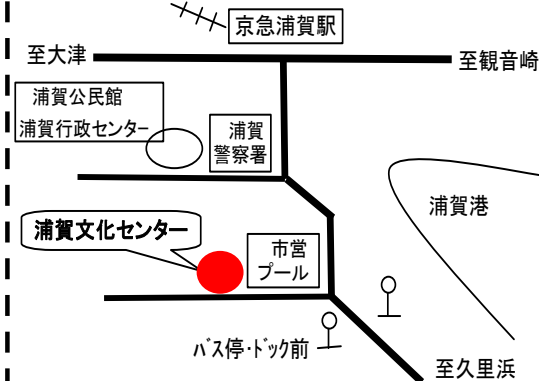 京急浦賀駅
至大津
至観音崎
浦賀公民館
浦賀行政センター
浦賀
警察署
浦賀港
浦賀文化センター
市営
プール
バス停・ドック前
至久里浜